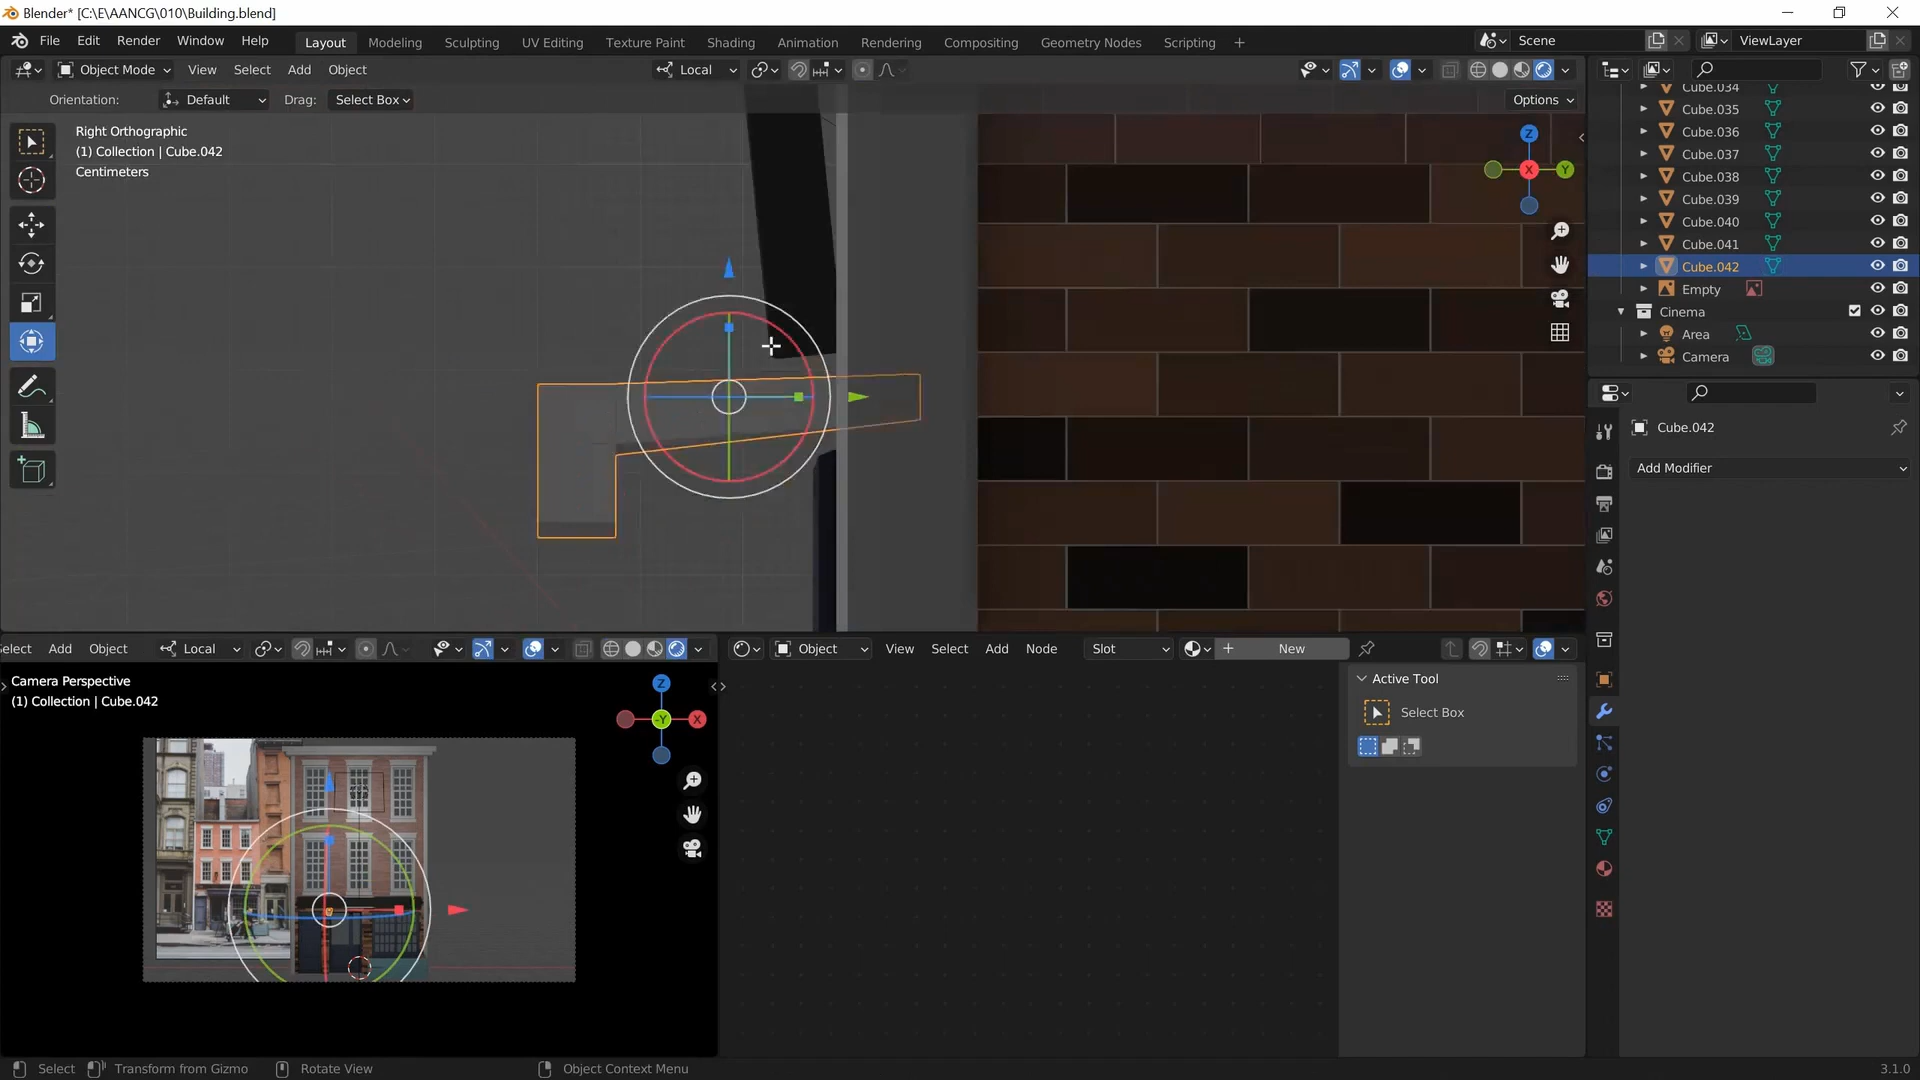 Blender* [C:\E\AANCG\010\Building.blend]
File Edit Render Window Help Layout Modeling Sculpting UV Editing Texture Paint Shading Animation Rendering Compositing Geometry Nodes Scripting + Scene ViewLayer
Object Mode View Select Add Object Local
Orientation: Default Drag: Select Box Options
Right Orthographic
(1) Collection | Cube.042
Centimeters
Z
X
Y
Cube.034
Cube.035
Cube.036
Cube.037
Cube.038
Cube.039
Cube.040
Cube.041
Cube.042
Empty
Cinema
Area
Camera
Cube.042
Add Modifier
elect Add Object Local
Object View Select Add Node Slot New
Camera Perspective
(1) Collection | Cube.042
Z
-Y
X
Active Tool
Select Box
Select Transform from Gizmo Rotate View Object Context Menu 3.1.0